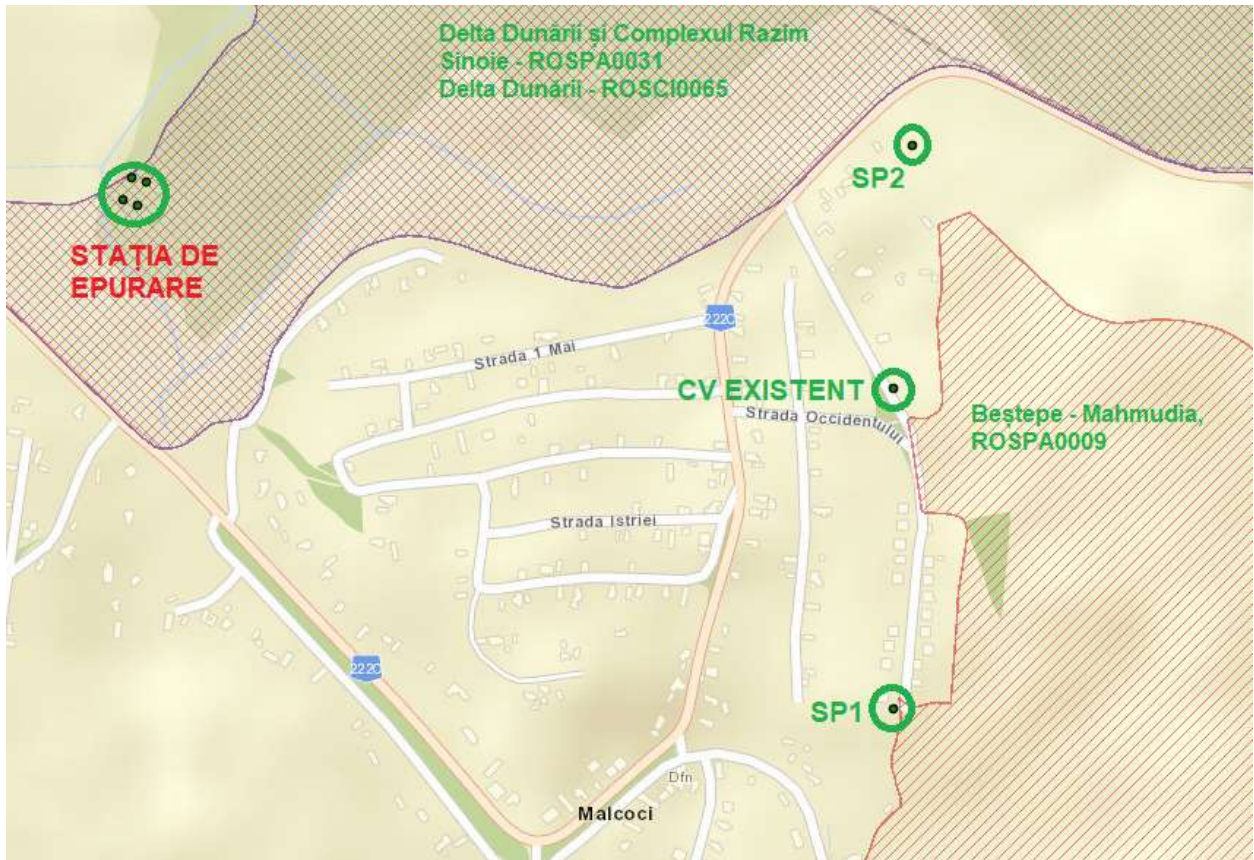 Delta Dunării și Complexul Razim
Sinoie - ROSPA0031
Delta Dunării - ROSCI0065
SP2
STAȚIA DE
EPURARE
222C
Strada 1 Mai
CV EXISTENT
Strada Occidentului
Beștepe - Mahmudia,
ROSPA0009
Strada Istriei
222C
SP1
Dfn
Malcoci